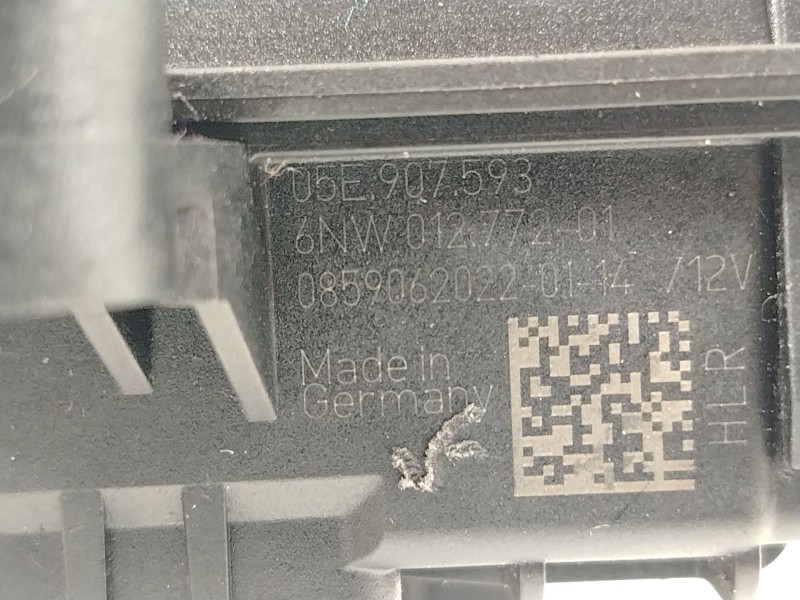 05E.907.593
6NW.012.772-01
0859062022-01-14 /12V
Made in
Germany
HLR